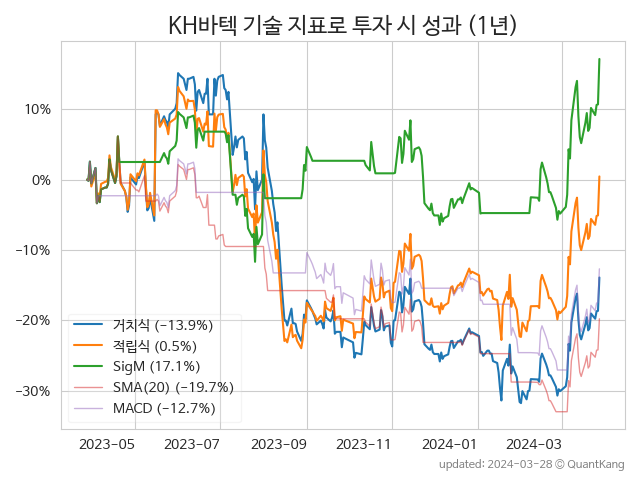 KH바텍 기술 지표로 투자 시 성과 (1년)
10%
0%
−10%
−20%
−30%
거치식 (−13.9%)
적립식 (0.5%)
SigM (17.1%)
SMA(20) (−19.7%)
MACD (−12.7%)
2023-05 2023-07 2023-09 2023-11 2024-01 2024-03
updated: 2024-03-28 © QuantKang